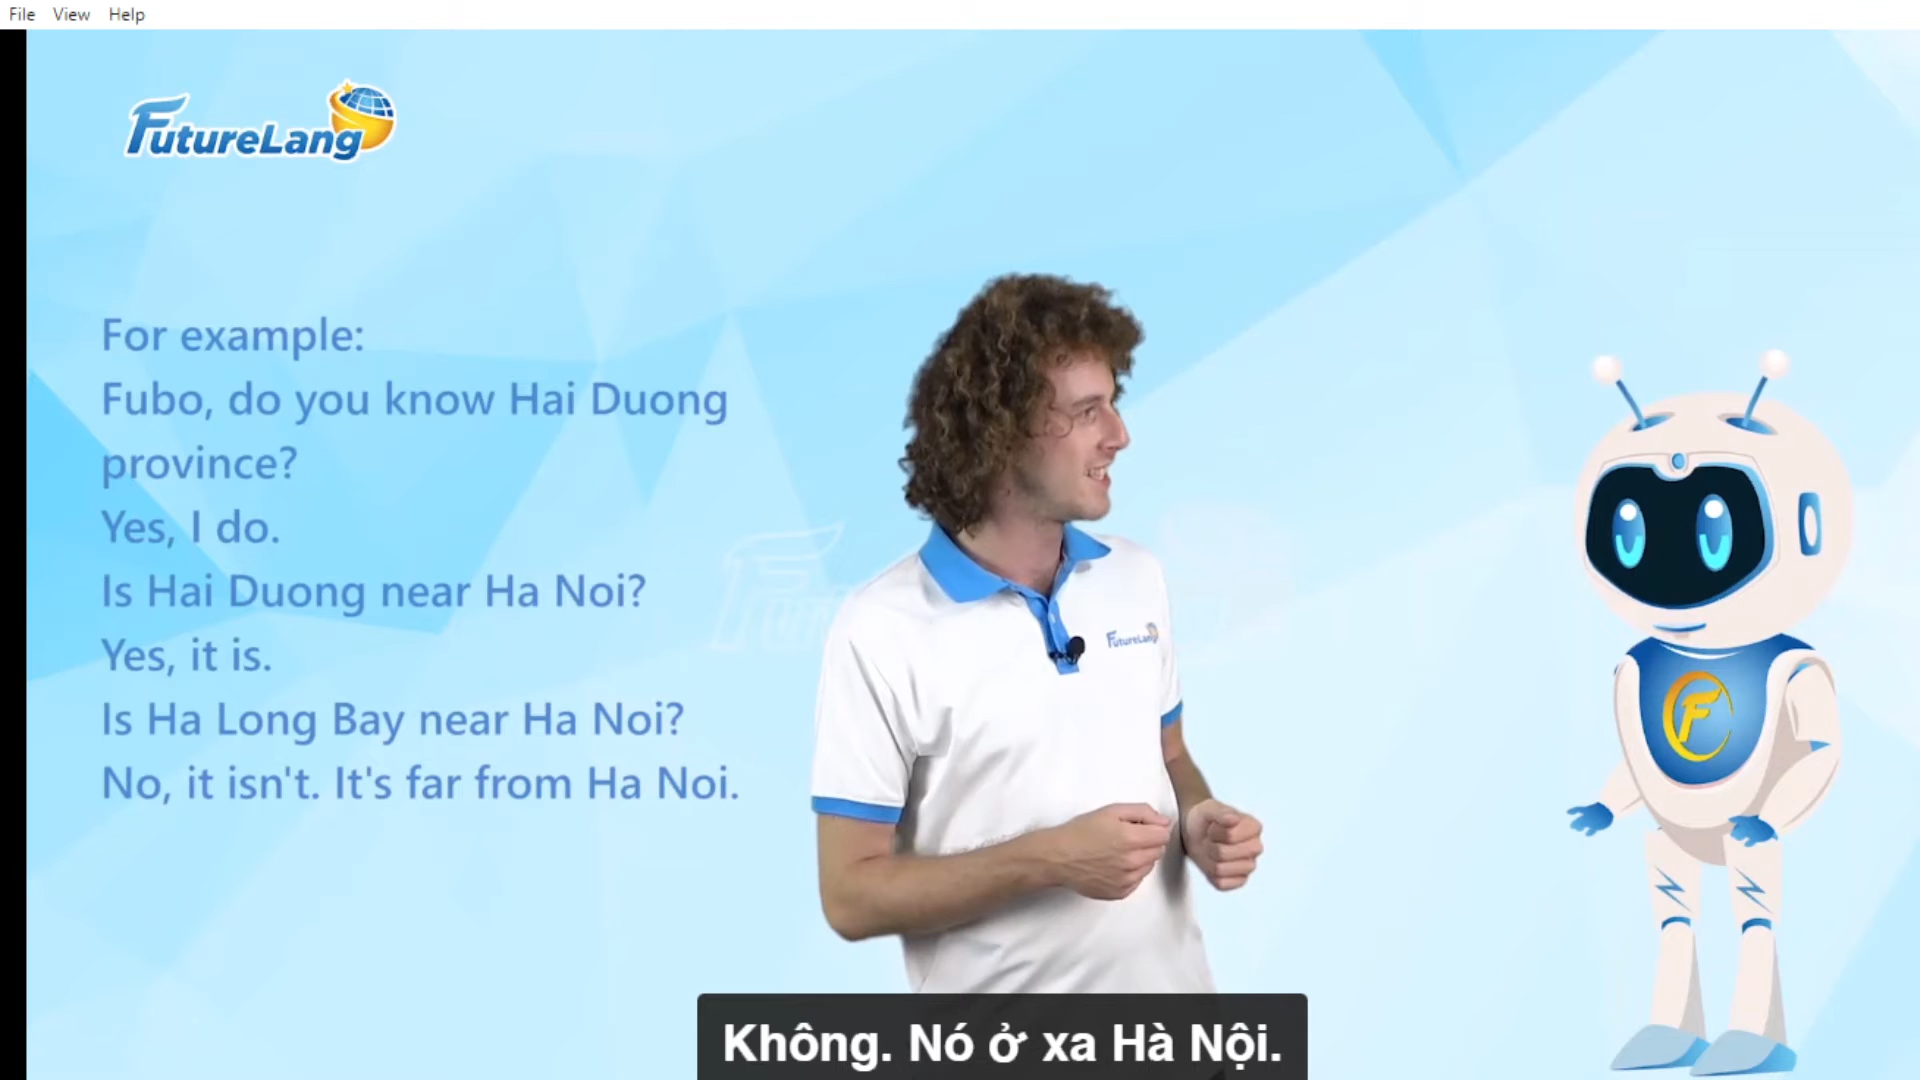 File View Help
FutureLang
For example:
Fubo, do you know Hai Duong
province?
Yes, I do.
Is Hai Duong near Ha Noi?
Yes, it is.
Is Ha Long Bay near Ha Noi?
No, it isn't. It's far from Ha Noi.
FutureLang
F
Không. Nó ở xa Hà Nội.